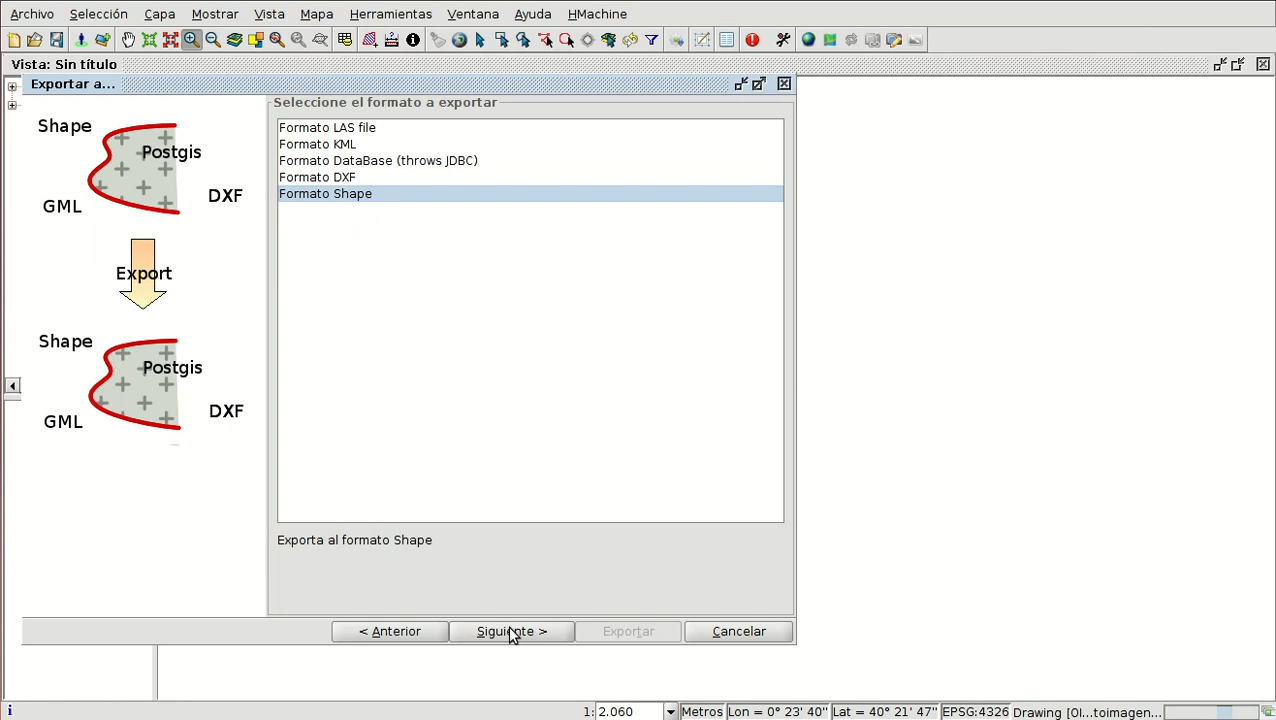 Archivo Selección Capa Mostrar Vista Mapa Herramientas Ventana Ayuda HMachine
Vista: Sin título
Exportar a...
Seleccione el formato a exportar
Shape
Postgis
GML
DXF
Export
Shape
Postgis
GML
DXF
Formato LAS file
Formato KML
Formato DataBase (throws JDBC)
Formato DXF
Formato Shape
Exporta al formato Shape
< Anterior Siguiente > Exportar Cancelar
1: 2.060 Metros Lon = 0° 23' 40" Lat = 40° 21' 47" EPSG:4326 Drawing [Ol...toimagen...